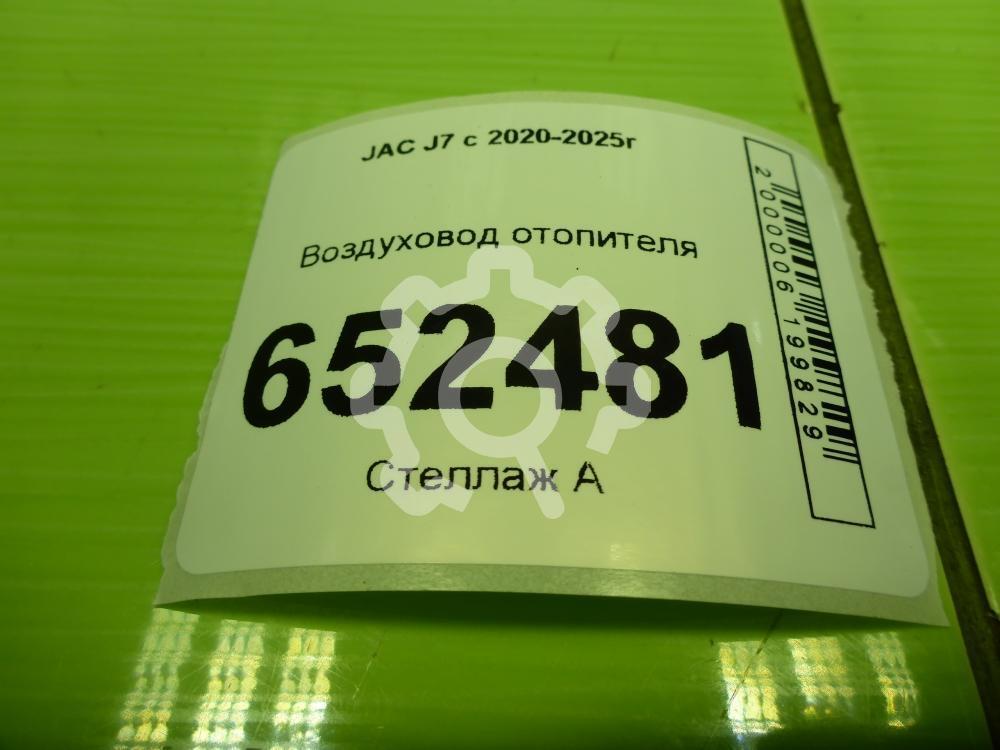 JAC J7 с 2020-2025г
Воздуховод отопителя
652481
Стеллаж А
2000006199829